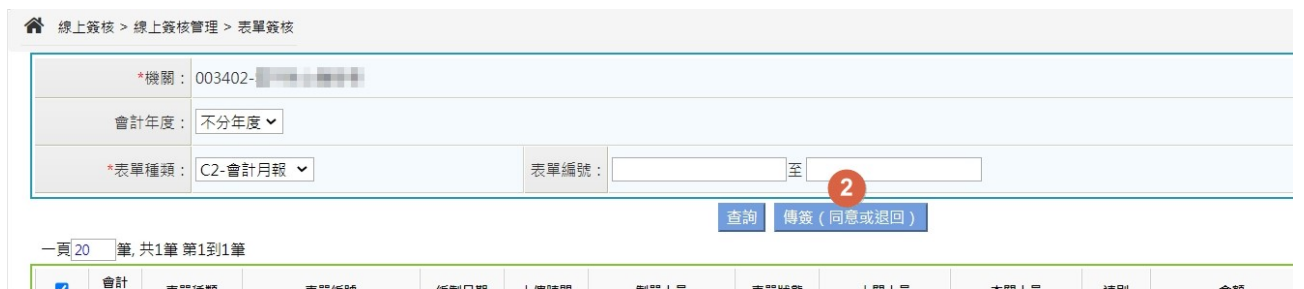 線上簽核 > 線上簽核管理 > 表單簽核
*機關： 003402-
會計年度： 不分年度
*表單種類： C2-會計月報 表單編號： 至
2
查詢 傳簽（同意或退回）
一頁 20 筆, 共1筆 第1到1筆
會計